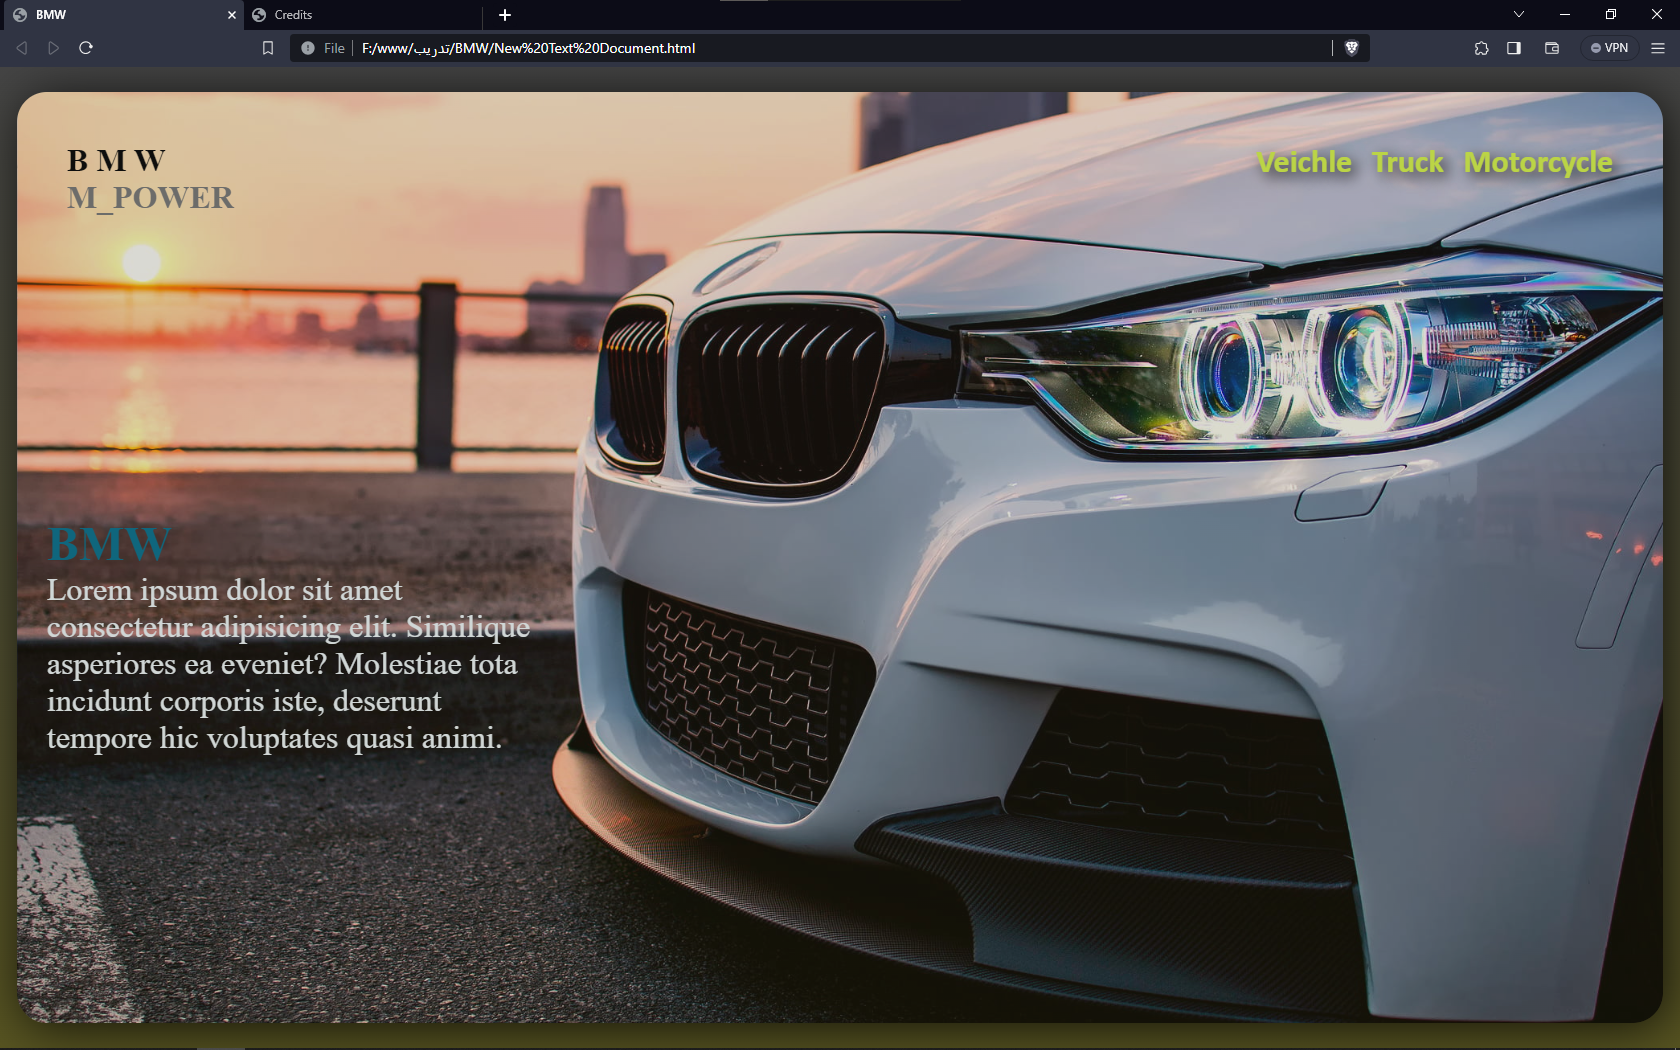 BMW
Credits
File
F:/www/تدريب/BMW/New%20Text%20Document.html
VPN
B M W
M_POWER
Veichle Truck Motorcycle
BMW
Lorem ipsum dolor sit amet
consectetur adipisicing elit. Similique
asperiores ea eveniet? Molestiae tota
incidunt corporis iste, deserunt
tempore hic voluptates quasi animi.